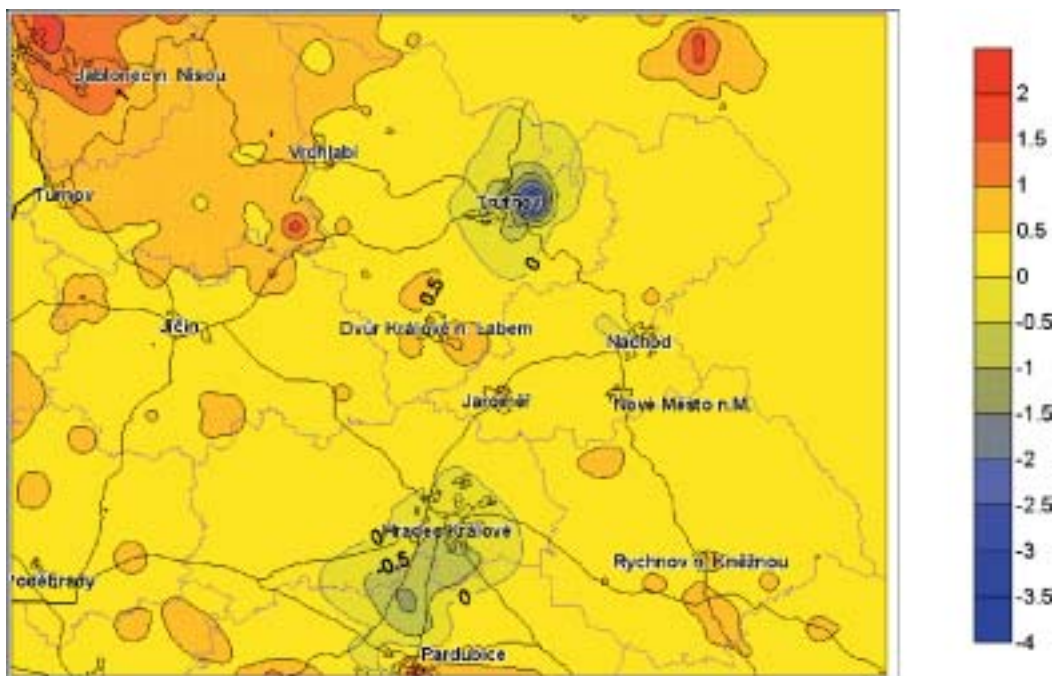 Jablonec n. Nisou
Vrchlabí
Turnov
Trutnov
0
0.5
Jičín
Dvůr Králové n. Labem
Náchod
Jaroměř
Nové Město n.M.
0
Hradec Králové
-0.5
0
Rychnov n. Kněžnou
Poděbrady
Pardubice
2
1.5
1
0.5
0
-0.5
-1
-1.5
-2
-2.5
-3
-3.5
-4